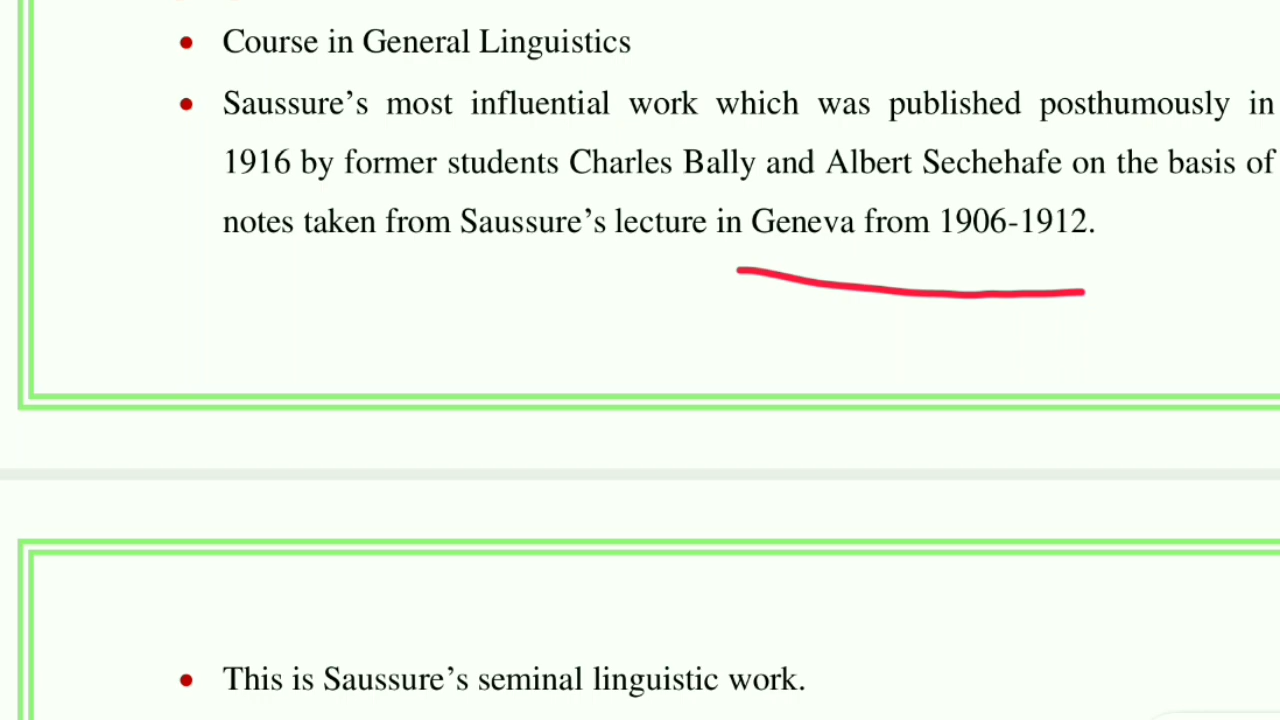 • Course in General Linguistics
• Saussure’s most influential work which was published posthumously in
1916 by former students Charles Bally and Albert Sechehafe on the basis of
notes taken from Saussure’s lecture in Geneva from 1906-1912.
• This is Saussure’s seminal linguistic work.